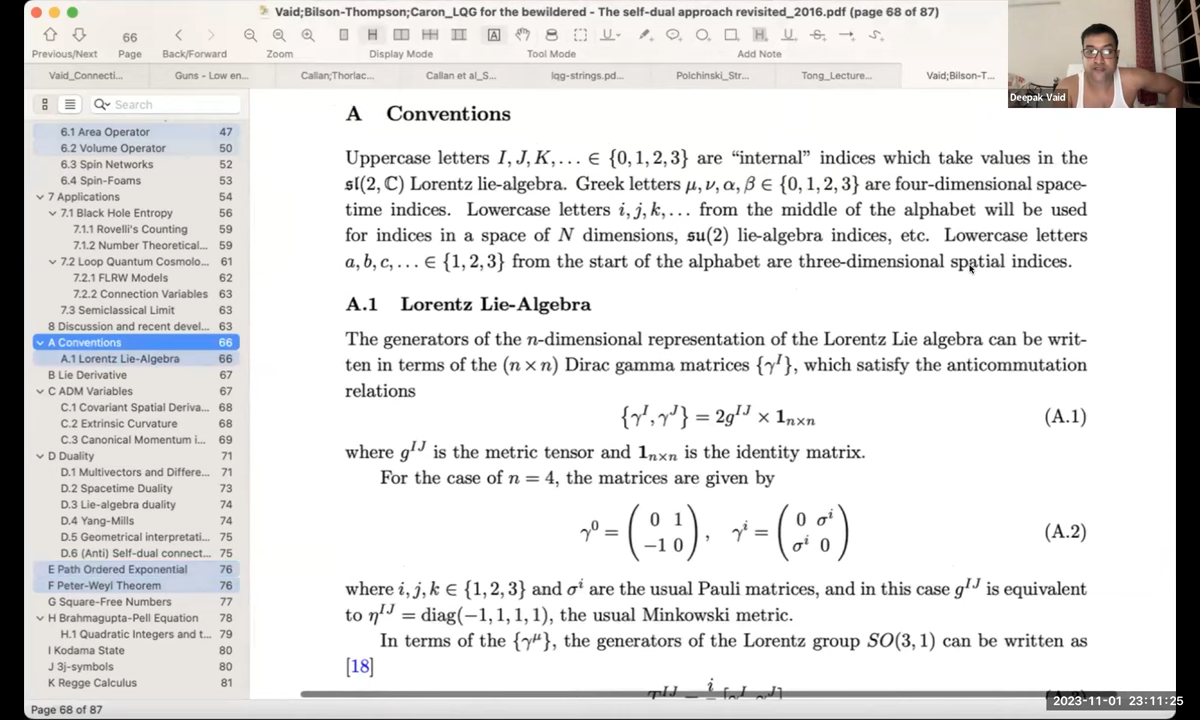 Vaid;Bilson-Thompson;Caron_LQG for the bewildered - The self-dual approach revisited_2016.pdf (page 68 of 87)
66
Previous/Next Page Back/Forward Zoom Display Mode Tool Mode Add Note
Vaid_Connecti... Guns - Low en... Callan;Thorlac... Callan et al_S... lqg-strings.pd... Polchinski_Str... Tong_Lecture... Vaid;Bilson-T...
Deepak Vaid
Search
6.1 Area Operator 47
6.2 Volume Operator 50
6.3 Spin Networks 52
6.4 Spin-Foams 53
7 Applications 54
7.1 Black Hole Entropy 56
7.1.1 Rovelli's Counting 59
7.1.2 Number Theoretical... 59
7.2 Loop Quantum Cosmolo... 61
7.2.1 FLRW Models 62
7.2.2 Connection Variables 63
7.3 Semiclassical Limit 63
8 Discussion and recent devel... 63
A Conventions 66
A.1 Lorentz Lie-Algebra 66
B Lie Derivative 67
C ADM Variables 67
C.1 Covariant Spatial Deriva... 68
C.2 Extrinsic Curvature 68
C.3 Canonical Momentum i... 69
D Duality 71
D.1 Multivectors and Differe... 71
D.2 Spacetime Duality 73
D.3 Lie-algebra duality 74
D.4 Yang-Mills 74
D.5 Geometrical interpretati... 75
D.6 (Anti) Self-dual connect... 75
E Path Ordered Exponential 76
F Peter-Weyl Theorem 76
G Square-Free Numbers 77
H Brahmagupta-Pell Equation 78
H.1 Quadratic Integers and t... 79
I Kodama State 80
J 3j-symbols 80
K Regge Calculus 81
Page 68 of 87
A Conventions
Uppercase letters I, J, K, … ∈ {0, 1, 2, 3} are “internal” indices which take values in the
𝔰𝔩(2, ℂ) Lorentz lie-algebra. Greek letters μ, ν, α, β ∈ {0, 1, 2, 3} are four-dimensional space-
time indices. Lowercase letters i, j, k, … from the middle of the alphabet will be used
for indices in a space of N dimensions, 𝔰𝔲(2) lie-algebra indices, etc. Lowercase letters
a, b, c, … ∈ {1, 2, 3} from the start of the alphabet are three-dimensional spatial indices.
A.1 Lorentz Lie-Algebra
The generators of the n-dimensional representation of the Lorentz Lie algebra can be writ-
ten in terms of the (n × n) Dirac gamma matrices {γ^I}, which satisfy the anticommutation
relations
{γ^I, γ^J} = 2g^{IJ} × 1_{n×n} (A.1)
where g^{IJ} is the metric tensor and 1_{n×n} is the identity matrix.
For the case of n = 4, the matrices are given by
γ^0 = ( 0 1 ; −1 0 ) , γ^i = ( 0 σ^i ; σ^i 0 ) (A.2)
where i, j, k ∈ {1, 2, 3} and σ^i are the usual Pauli matrices, and in this case g^{IJ} is equivalent
to η^{IJ} = diag(−1, 1, 1, 1), the usual Minkowski metric.
In terms of the {γ^μ}, the generators of the Lorentz group SO(3, 1) can be written as
[18]
2023-11-01 23:11:25